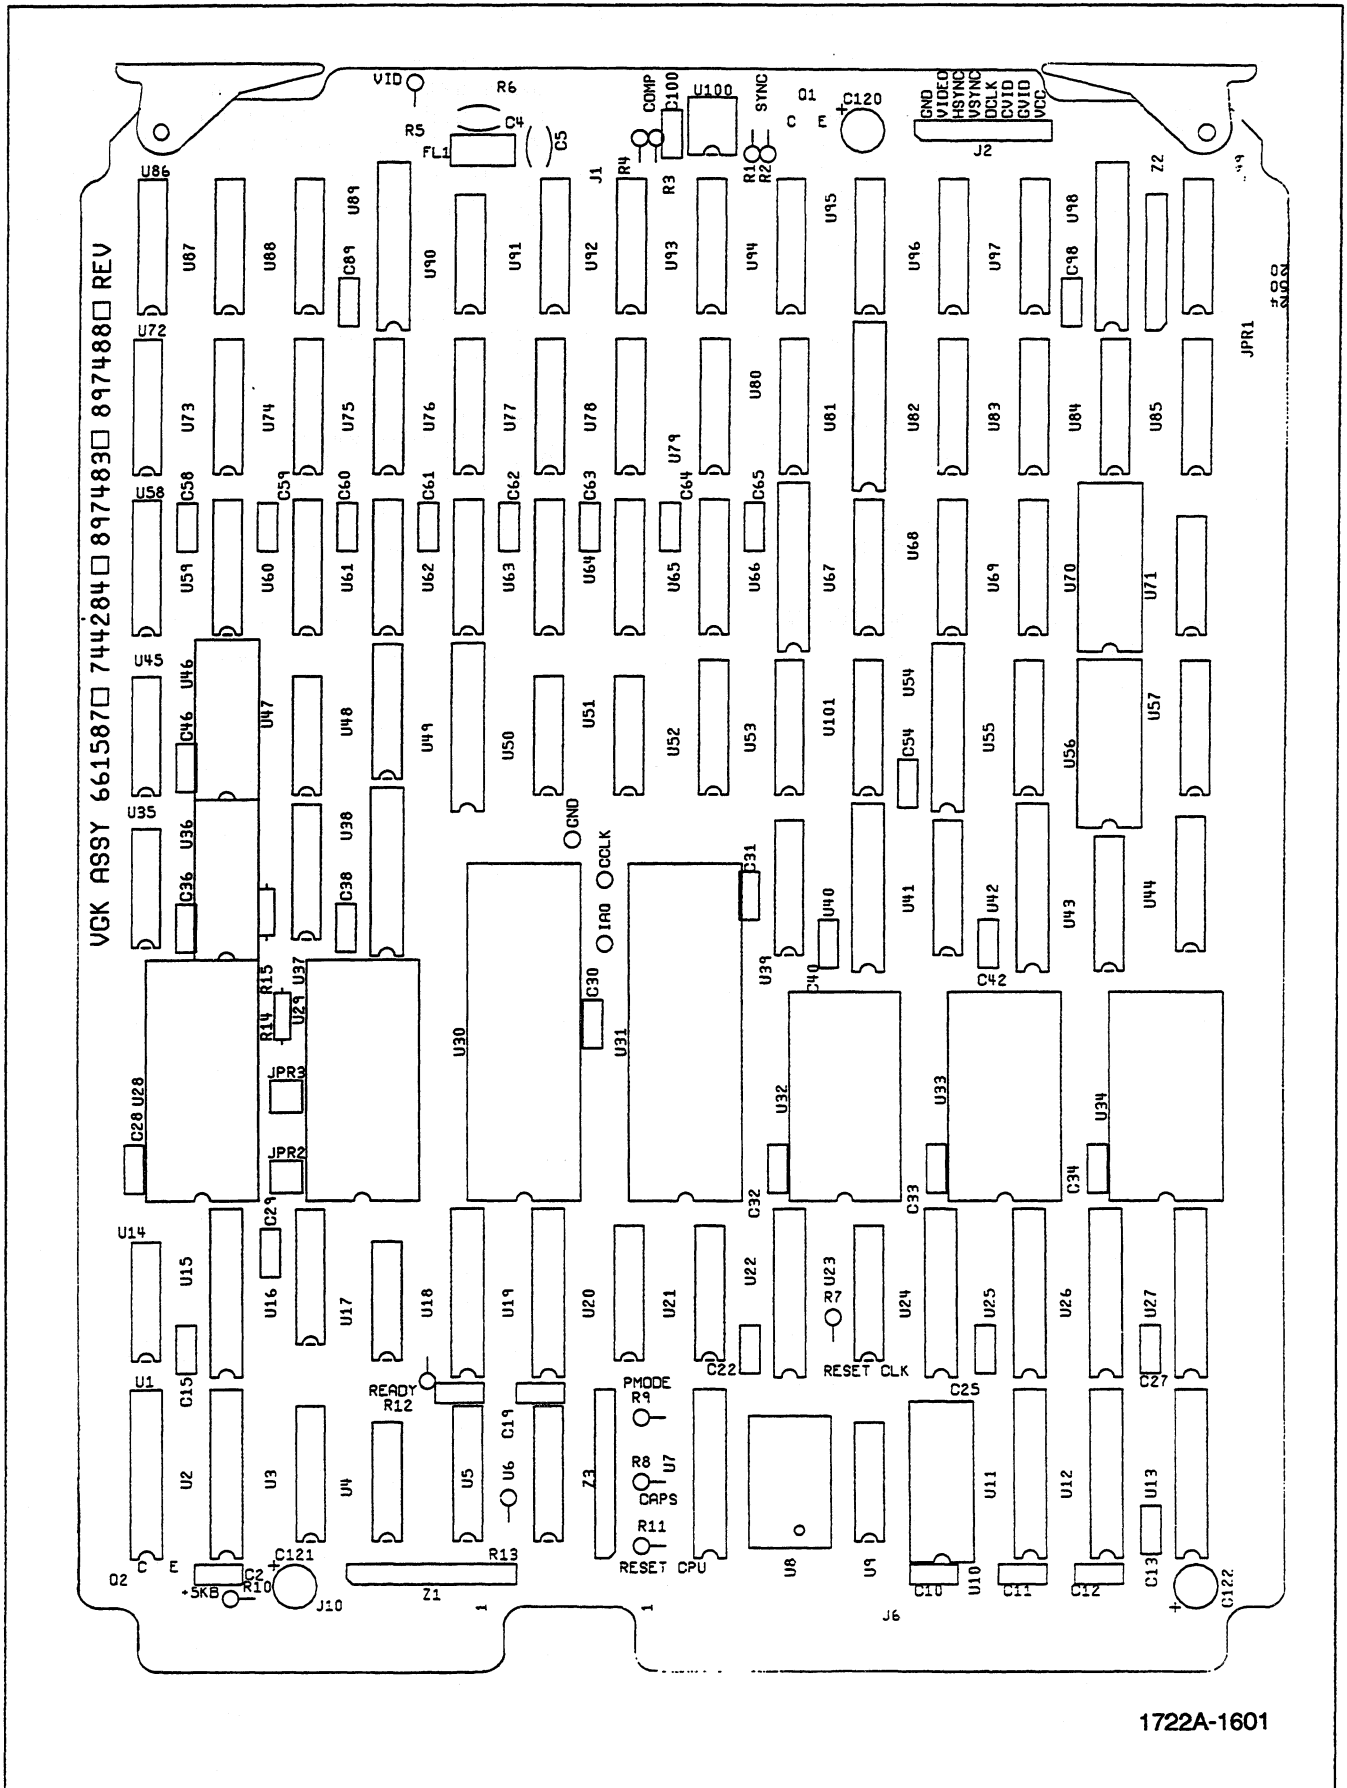 VID
R6
COMP
C100
U100
SYNC
Q1
C120
+
GND
VIDEO
HSYNC
VSYNC
DCLK
CVID
GVID
VCC
R5
C4
C E
FL1
C5
R4
J2
J1
R3
R1
R2
Z2
U86
U87
U88
U89
C89
U90
U91
U92
U93
U94
U95
U96
U97
U98
C98
JPR1
VGK ASSY 661587□ 744284□ 897483□ 897488□ REV
U72
U73
U74
U75
U76
U77
U78
U79
U80
U81
U82
U83
U84
U85
U58
C58
C59
C60
C61
C62
C63
C64
C65
U59
U60
U61
U62
U63
U64
U65
U66
U67
U68
U69
U70
U71
U45
U46
C46
U47
U48
U49
U50
U51
U52
U53
U101
U54
C54
U55
U56
U57
U35
U36
C36
U38
C38
GND
CCLK
IRQ
C31
U39
U40
C40
U41
U42
C42
U43
U44
R15
U37
R14
U29
U30
C30
U31
JPR3
U28
C28
JPR2
U32
U33
U34
C29
C32
C33
C34
U14
U15
U16
U17
U18
U19
U20
U21
U22
U23
R7
U24
U25
U26
U27
C15
READY
R12
C22
RESET CLK
C25
C27
U1
PMODE
R9
U2
U3
U4
U5
C19
U6
Z3
R8
U7
CAPS
R11
RESET CPU
U8
U9
U10
U11
U12
U13
C E
Q2
C2
+5KB
R10
C121
+
J10
R13
Z1
1
1
J6
C10
C11
C12
C13
C122
+
1722A-1601